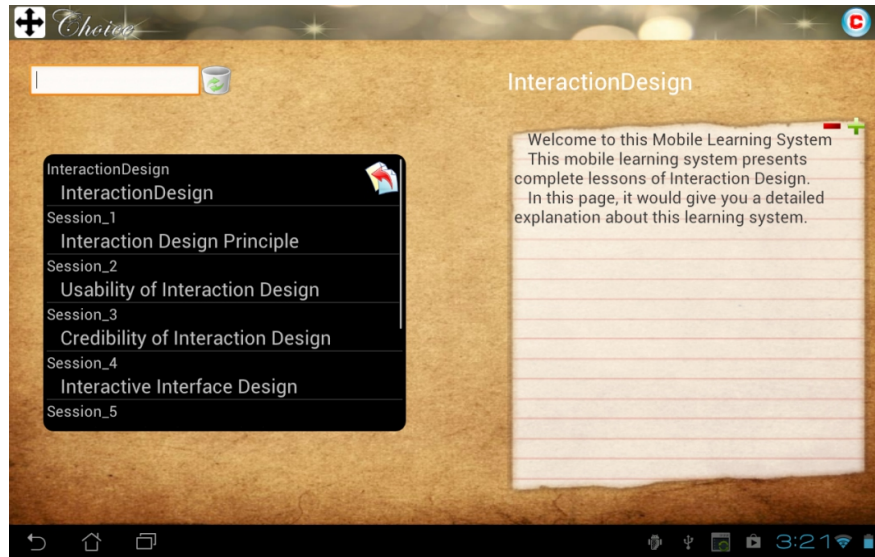 Choice
C
InteractionDesign
InteractionDesign
InteractionDesign
Session_1
Interaction Design Principle
Session_2
Usability of Interaction Design
Session_3
Credibility of Interaction Design
Session_4
Interactive Interface Design
Session_5
Welcome to this Mobile Learning System
This mobile learning system presents
complete lessons of Interaction Design.
In this page, it would give you a detailed
explanation about this learning system.
3:21